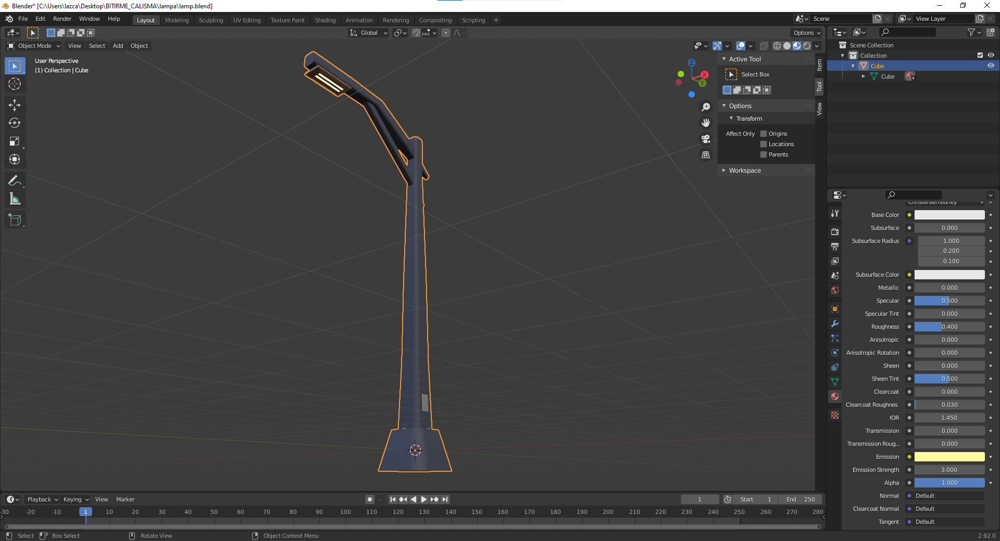 Blender* [C:\Users\lazca\Desktop\BITIRME_CALISMA\lampa\lamp.blend]
File Edit Render Window Help Layout Modeling Sculpting UV Editing Texture Paint Shading Animation Rendering Compositing Scripting Scene View Layer
Global Options
Object Mode View Select Add Object
User Perspective
(1) Collection | Cube
Z
X
Y
Active Tool
Select Box
Options
Transform
Affect Only Origins
Locations
Parents
Workspace
Item
Tool
View
Scene Collection
Collection
Cube
Cube 4
Christensen-Burley
Base Color
Subsurface 0.000
Subsurface Radius 1.000
0.200
0.100
Subsurface Color
Metallic 0.000
Specular 0.500
Specular Tint 0.000
Roughness 0.400
Anisotropic 0.000
Anisotropic Rotation 0.000
Sheen 0.000
Sheen Tint 0.500
Clearcoat 0.000
Clearcoat Roughnes 0.030
IOR 1.450
Transmission 0.000
Transmission Roug... 0.000
Emission
Emission Strength 3.000
Alpha 1.000
Normal Default
Clearcoat Normal Default
Tangent Default
Playback Keying View Marker 1 Start 1 End 250
-30 -20 -10 1 10 20 30 40 50 60 70 80 90 100 110 120 130 140 150 160 170 180 190 200 210 220 230 240 250 260 270 280
Select Box Select Rotate View Object Context Menu 2.92.0